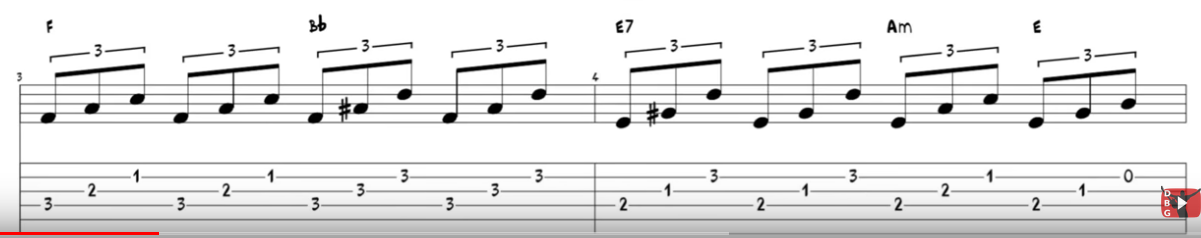 F Bb E7 Am E
3 3 3 3 3 3 3 3
3 4
1 1 3 3 3 3 1 0
2 2 3 3 1 1 2 1
3 3 3 3 2 2 2 2
D
B
G